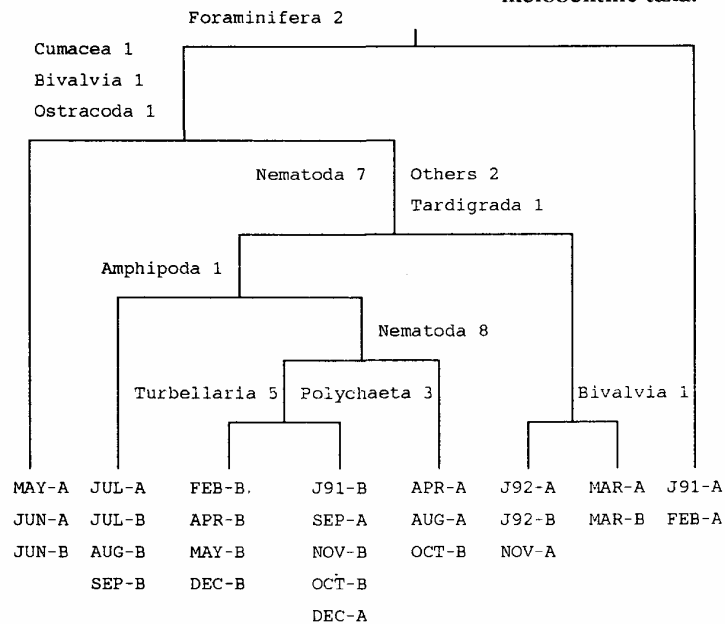 Foraminifera 2
Cumacea 1
Bivalvia 1
Ostracoda 1
Nematoda 7 Others 2
Tardigrada 1
Amphipoda 1
Nematoda 8
Turbellaria 5 Polychaeta 3 Bivalvia 1
MAY-A JUL-A FEB-B. J91-B APR-A J92-A MAR-A J91-A
JUN-A JUL-B APR-B SEP-A AUG-A J92-B MAR-B FEB-A
JUN-B AUG-B MAY-B NOV-B OCT-B NOV-A
SEP-B DEC-B OCT-B
DEC-A